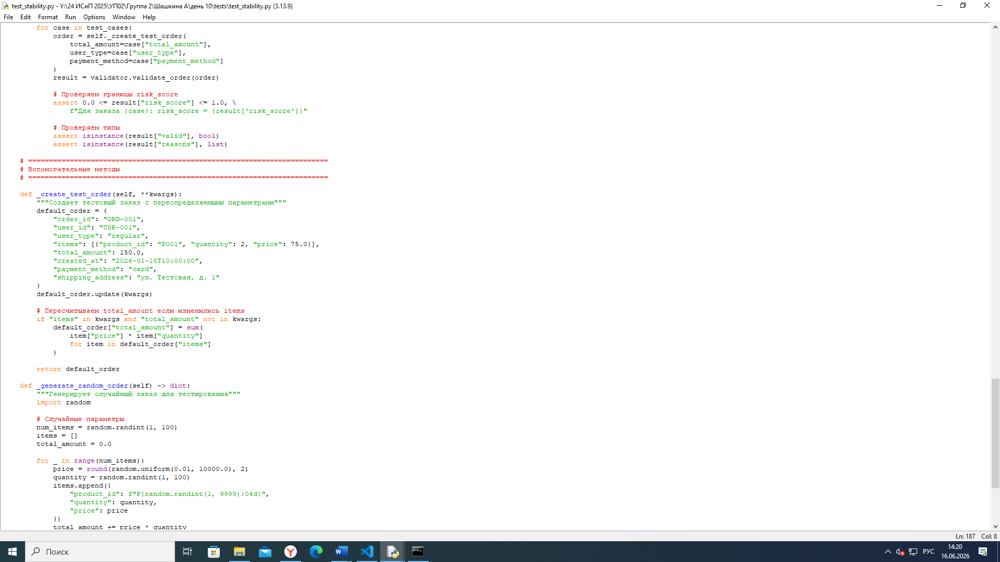 test_stability.py - Y:\24 ИСиП 2025\УП02\Группа 2\Шашкина А\день 10\tests\test_stability.py (3.13.9)
File Edit Format Run Options Window Help
        for case in test_cases:
            order = self._create_test_order(
                total_amount=case["total_amount"],
                user_type=case["user_type"],
                payment_method=case["payment_method"]
            )
            result = validator.validate_order(order)

            # Проверяем границы risk_score
            assert 0.0 <= result["risk_score"] <= 1.0, \
                f"Для заказа {case}: risk_score = {result['risk_score']}"

            # Проверяем типы
            assert isinstance(result["valid"], bool)
            assert isinstance(result["reasons"], list)

    # ========================================================================
    # Вспомогательные методы
    # ========================================================================

    def _create_test_order(self, **kwargs):
        """Создает тестовый заказ с переопределяемыми параметрами"""
        default_order = {
            "order_id": "ORD-001",
            "user_id": "USR-001",
            "user_type": "regular",
            "items": [{"product_id": "P001", "quantity": 2, "price": 75.0}],
            "total_amount": 150.0,
            "created_at": "2026-01-15T10:00:00",
            "payment_method": "card",
            "shipping_address": "ул. Тестовая, д. 1"
        }
        default_order.update(kwargs)

        # Пересчитываем total_amount если изменились items
        if "items" in kwargs and "total_amount" not in kwargs:
            default_order["total_amount"] = sum(
                item["price"] * item["quantity"]
                for item in default_order["items"]
            )

        return default_order

    def _generate_random_order(self) -> dict:
        """Генерирует случайный заказ для тестирования"""
        import random

        # Случайные параметры
        num_items = random.randint(1, 100)
        items = []
        total_amount = 0.0

        for _ in range(num_items):
            price = round(random.uniform(0.01, 10000.0), 2)
            quantity = random.randint(1, 100)
            items.append({
                "product_id": f"P{random.randint(1, 9999):04d}",
                "quantity": quantity,
                "price": price
            })
            total_amount += price * quantity
Ln: 187 Col: 8
Поиск
РУС
14:20
16.06.2026